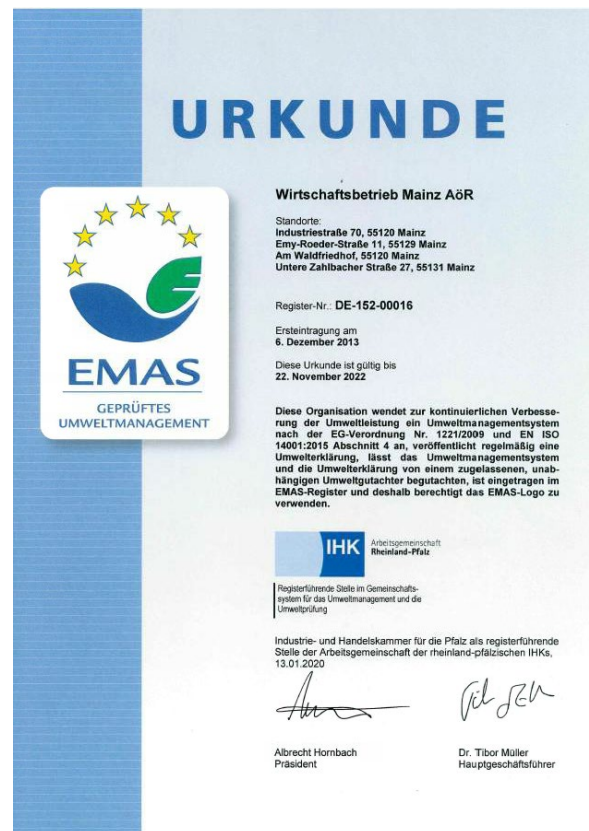 URKUNDE
EMAS
GEPRÜFTES
UMWELTMANAGEMENT
Wirtschaftsbetrieb Mainz AöR
Standorte:
Industriestraße 70, 55120 Mainz
Emy-Roeder-Straße 11, 55129 Mainz
Am Waldfriedhof, 55120 Mainz
Untere Zahlbacher Straße 27, 55131 Mainz
Register-Nr.: DE-152-00016
Ersteintragung am
6. Dezember 2013
Diese Urkunde ist gültig bis
22. November 2022
Diese Organisation wendet zur kontinuierlichen Verbesse-
rung der Umweltleistung ein Umweltmanagementsystem
nach der EG-Verordnung Nr. 1221/2009 und EN ISO
14001:2015 Abschnitt 4 an, veröffentlicht regelmäßig eine
Umwelterklärung, lässt das Umweltmanagementsystem
und die Umwelterklärung von einem zugelassenen, unab-
hängigen Umweltgutachter begutachten, ist eingetragen im
EMAS-Register und deshalb berechtigt das EMAS-Logo zu
verwenden.
IHK
Arbeitsgemeinschaft
Rheinland-Pfalz
Registerführende Stelle im Gemeinschafts-
system für das Umweltmanagement und die
Umweltprüfung
Industrie- und Handelskammer für die Pfalz als registerführende
Stelle der Arbeitsgemeinschaft der rheinland-pfälzischen IHKs,
13.01.2020
Albrecht Hornbach
Präsident
Dr. Tibor Müller
Hauptgeschäftsführer